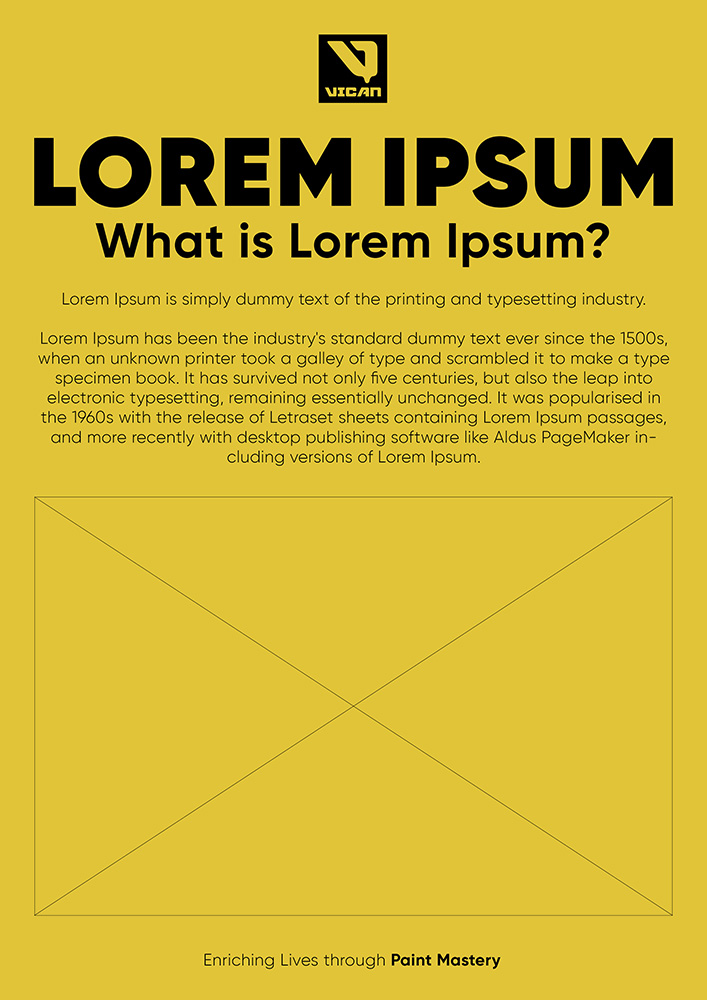 VICAN
LOREM IPSUM
What is Lorem Ipsum?
Lorem Ipsum is simply dummy text of the printing and typesetting industry.
Lorem Ipsum has been the industry's standard dummy text ever since the 1500s,
when an unknown printer took a galley of type and scrambled it to make a type
specimen book. It has survived not only five centuries, but also the leap into
electronic typesetting, remaining essentially unchanged. It was popularised in
the 1960s with the release of Letraset sheets containing Lorem Ipsum passages,
and more recently with desktop publishing software like Aldus PageMaker in-
cluding versions of Lorem Ipsum.
Enriching Lives through Paint Mastery